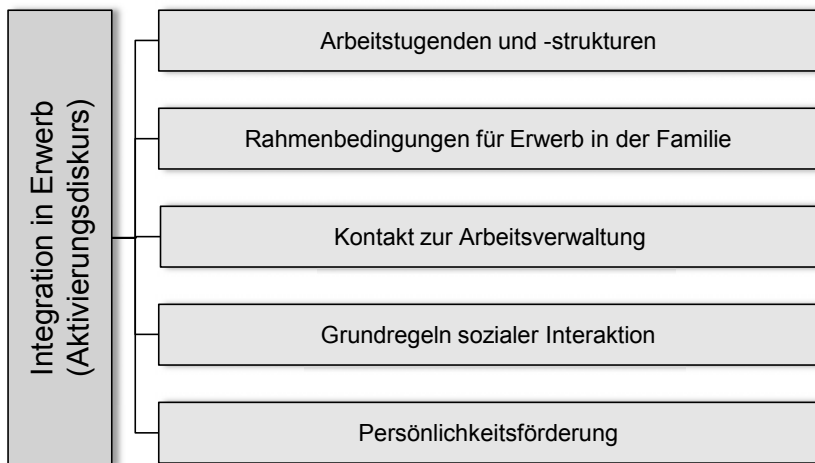 Integration in Erwerb
(Aktivierungsdiskurs)
Arbeitstugenden und -strukturen
Rahmenbedingungen für Erwerb in der Familie
Kontakt zur Arbeitsverwaltung
Grundregeln sozialer Interaktion
Persönlichkeitsförderung